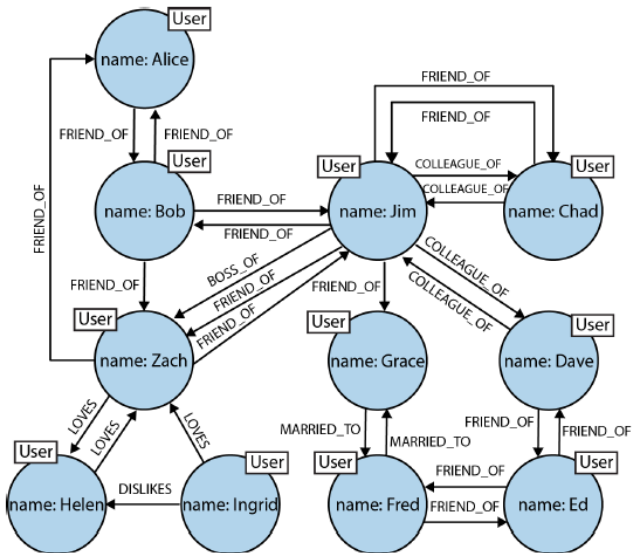 User
name: Alice
FRIEND_OF
FRIEND_OF
FRIEND_OF
FRIEND_OF
FRIEND_OF
User
name: Bob
FRIEND_OF
FRIEND_OF
User
name: Jim
COLLEAGUE_OF
COLLEAGUE_OF
User
name: Chad
FRIEND_OF
BOSS_OF
FRIEND_OF
FRIEND_OF
FRIEND_OF
COLLEAGUE_OF
COLLEAGUE_OF
User
name: Zach
User
name: Grace
User
name: Dave
LOVES
LOVES
LOVES
MARRIED_TO
MARRIED_TO
FRIEND_OF
FRIEND_OF
User
name: Helen
DISLIKES
User
name: Ingrid
User
name: Fred
FRIEND_OF
FRIEND_OF
User
name: Ed